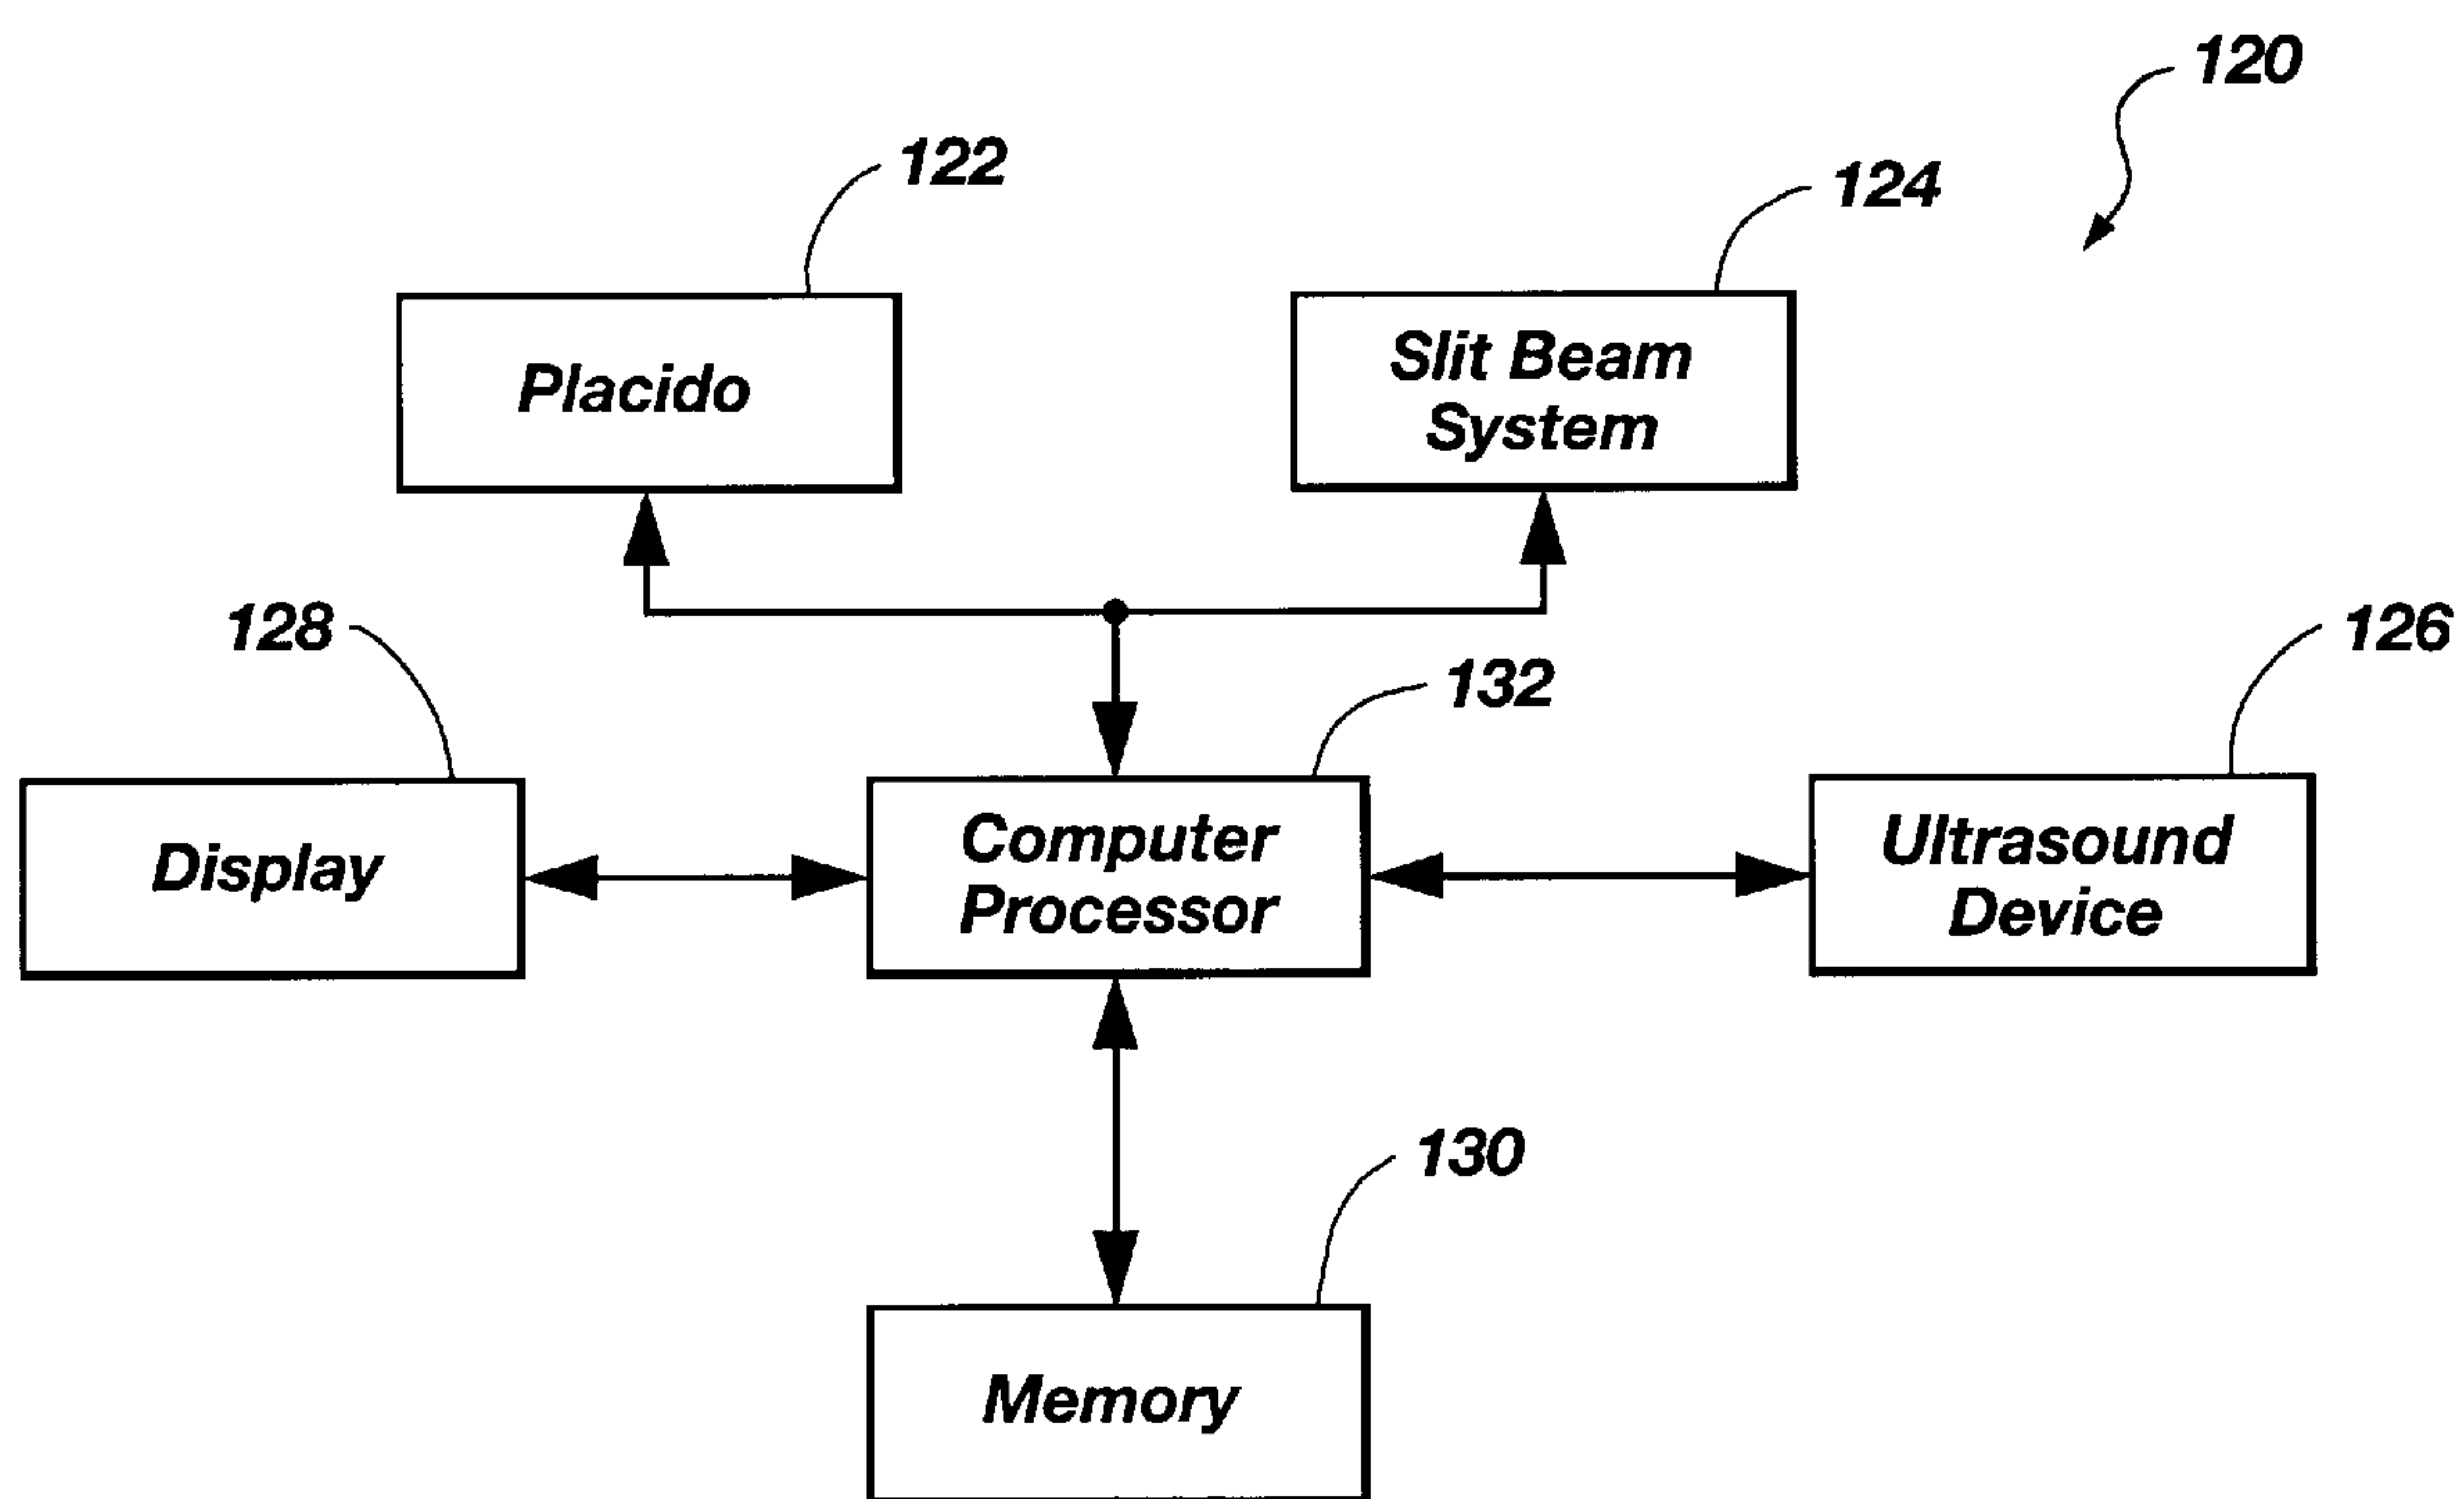 120
122
124
Placido
Slit Beam
System
128
132
126
Display
Computer
Processor
Ultrasound
Device
130
Memory